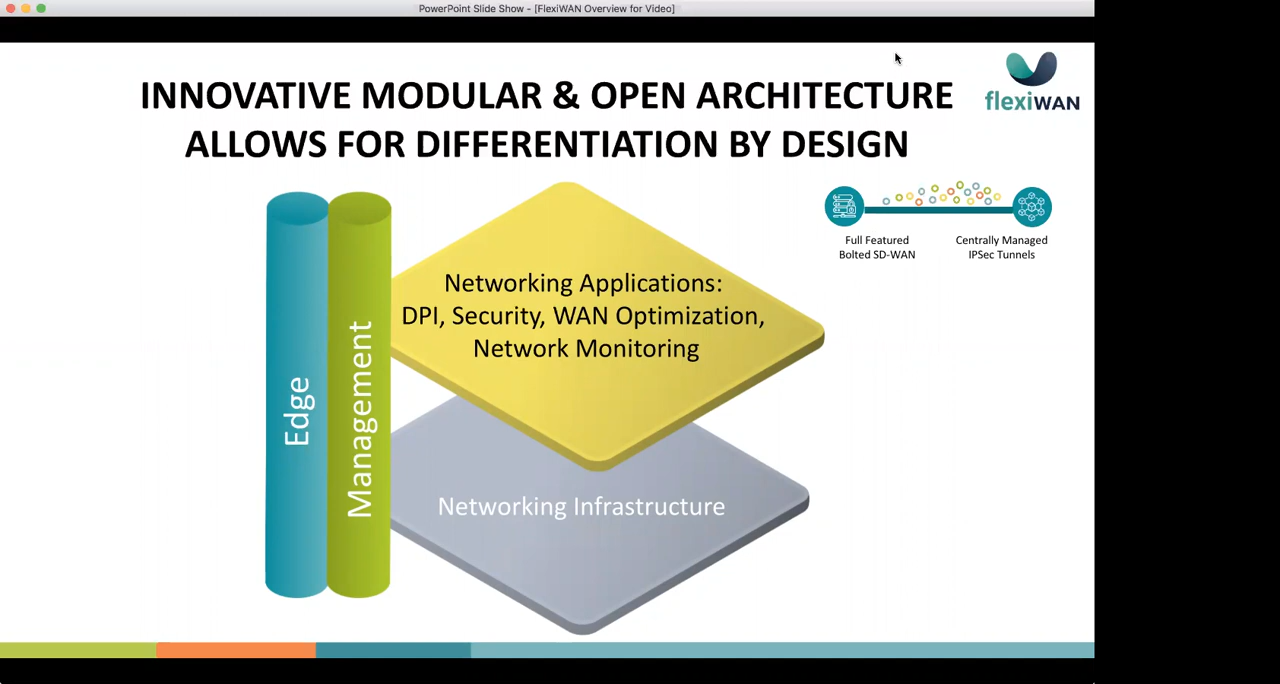 PowerPoint Slide Show - [FlexiWAN Overview for Video]
INNOVATIVE MODULAR & OPEN ARCHITECTURE
ALLOWS FOR DIFFERENTIATION BY DESIGN
flexiWAN
Full Featured
Bolted SD-WAN
Centrally Managed
IPSec Tunnels
Edge
Management
Networking Applications:
DPI, Security, WAN Optimization,
Network Monitoring
Networking Infrastructure